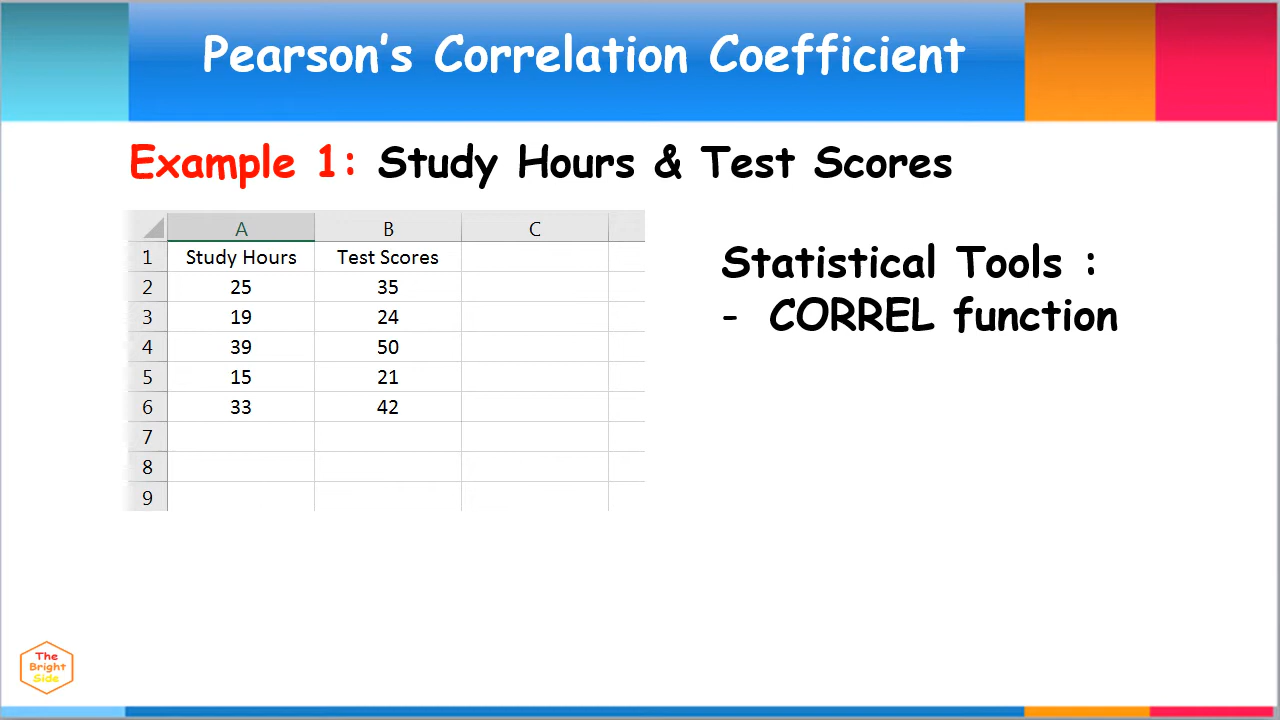 Pearson's Correlation Coefficient
Example 1: Study Hours & Test Scores
A B C
1 Study Hours Test Scores
2 25 35
3 19 24
4 39 50
5 15 21
6 33 42
7
8
9
Statistical Tools :
- CORREL function
The
Bright
Side